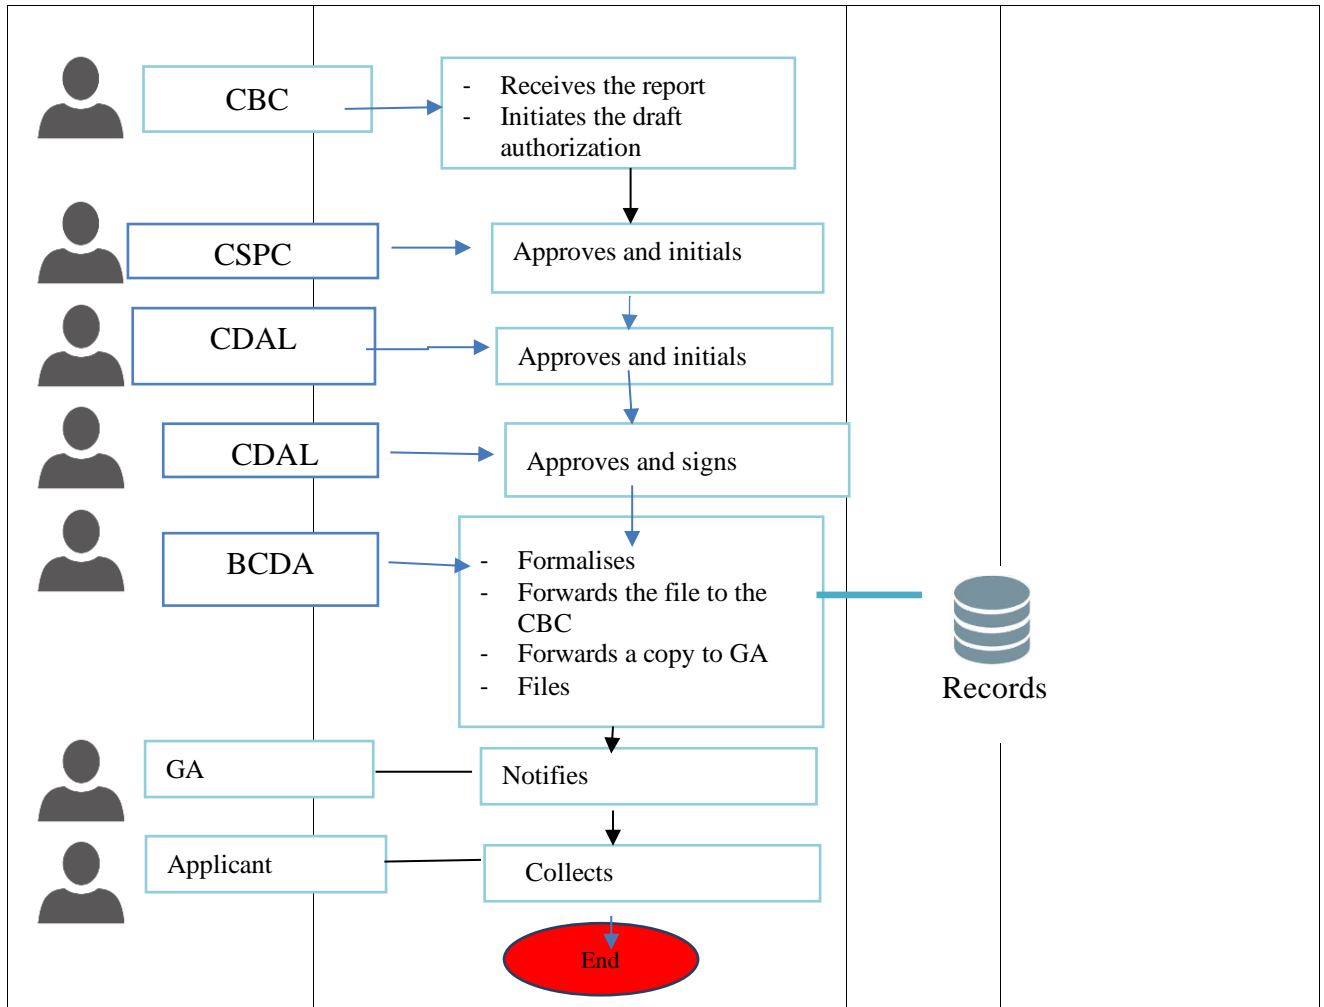 CBC
- Receives the report
- Initiates the draft
authorization
CSPC
Approves and initials
CDAL
Approves and initials
CDAL
Approves and signs
BCDA
- Formalises
- Forwards the file to the
CBC
- Forwards a copy to GA
- Files
Records
GA
Notifies
Applicant
Collects
End